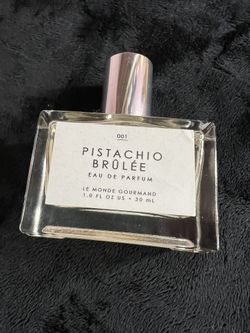 001
PISTACHIO
BRÛLÉE
EAU DE PARFUM
LE MONDE GOURMAND
1.0 FL OZ US • 30 mL